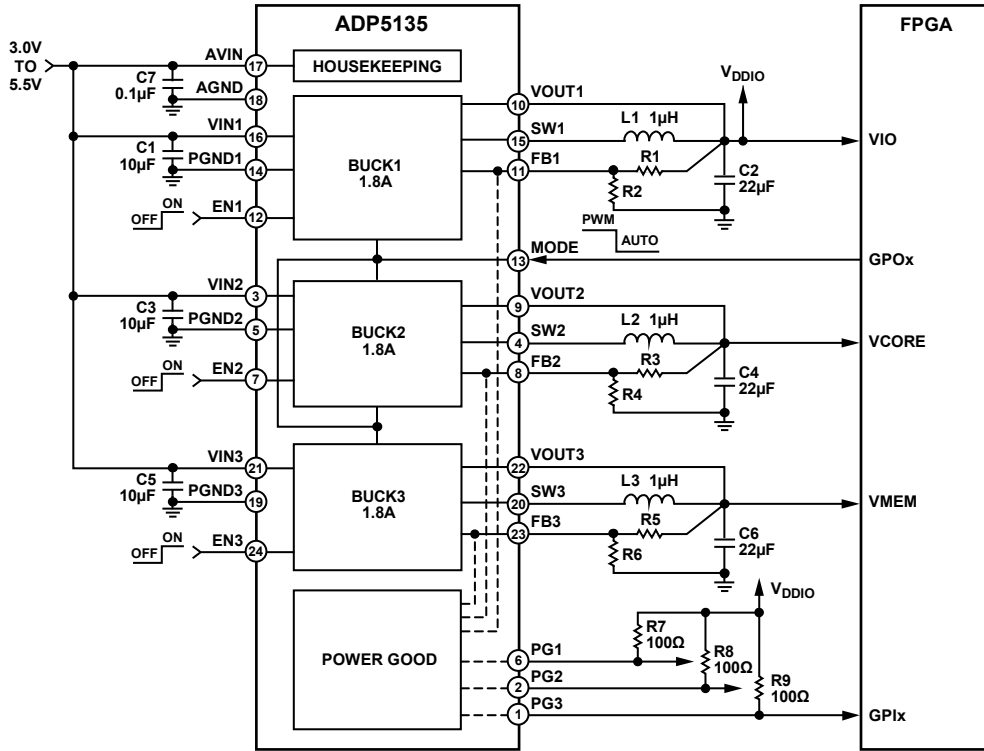 ADP5135
FPGA
3.0V
TO
5.5V
AVIN
17
HOUSEKEEPING
C7
0.1µF
AGND
18
VIN1
16
C1
10µF
PGND1
14
OFF
ON
EN1
12
BUCK1
1.8A
10
VOUT1
15
SW1
11
FB1
L1 1µH
R1
R2
VDDIO
C2
22µF
VIO
PWM
AUTO
13
MODE
GPOx
VIN2
3
C3
10µF
PGND2
5
OFF
ON
EN2
7
BUCK2
1.8A
9
VOUT2
4
SW2
8
FB2
L2 1µH
R3
R4
C4
22µF
VCORE
VIN3
21
C5
10µF
PGND3
19
OFF
ON
EN3
24
BUCK3
1.8A
22
VOUT3
20
SW3
23
FB3
L3 1µH
R5
R6
C6
22µF
VMEM
POWER GOOD
VDDIO
R7
100Ω
R8
100Ω
R9
100Ω
6
PG1
2
PG2
1
PG3
GPIx